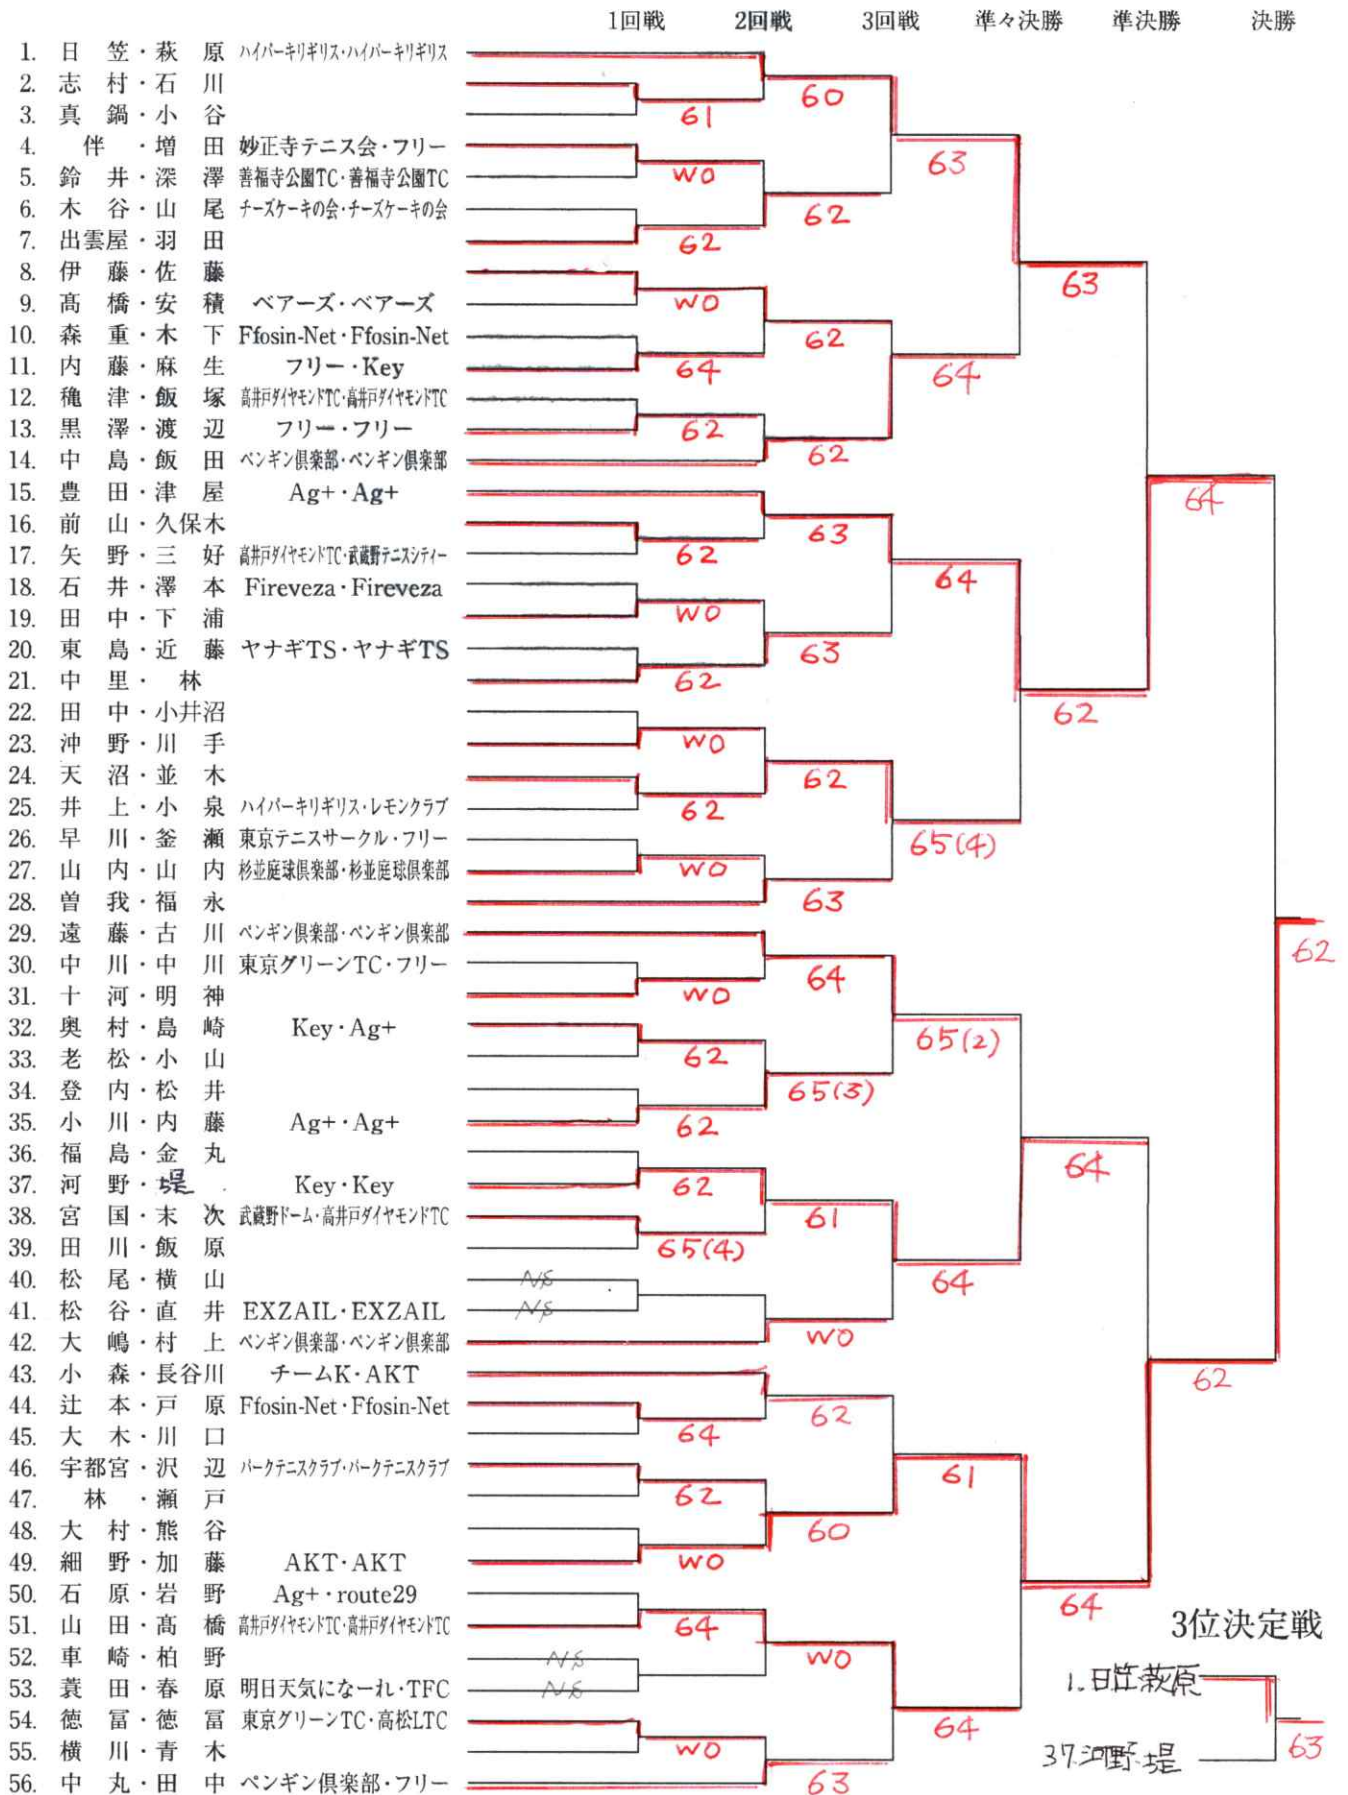 1回戦 2回戦 3回戦 準々決勝 準決勝 決勝
1. 日 笠・萩 原 ハイパーキリギリス・ハイパーキリギリス
2. 志 村・石 川
60
3. 真 鍋・小 谷
61
4. 伴 ・増 田 妙正寺テニス会・フリー
63
5. 鈴 井・深 澤 善福寺公園TC・善福寺公園TC
WO
6. 木 谷・山 尾 チーズケーキの会・チーズケーキの会
62
7. 出雲屋・羽 田
62
8. 伊 藤・佐 藤
63
9. 髙 橋・安 積 ベアーズ・ベアーズ
WO
10. 森 重・木 下 Ffosin-Net・Ffosin-Net
62
11. 内 藤・麻 生 フリー・Key
64
64
12. 穐 津・飯 塚 高井戸ダイヤモンドTC・高井戸ダイヤモンドTC
13. 黒 澤・渡 辺 フリー・フリー
62
14. 中 島・飯 田 ペンギン倶楽部・ペンギン倶楽部
62
15. 豊 田・津 屋 Ag+・Ag+
64
16. 前 山・久保木
63
17. 矢 野・三 好 高井戸ダイヤモンドTC・武蔵野テニスシティー
62
18. 石 井・澤 本 Fireveza・Fireveza
64
19. 田 中・下 浦
WO
20. 東 島・近 藤 ヤナギTS・ヤナギTS
63
21. 中 里・ 林
62
22. 田 中・小井沼
62
23. 沖 野・川 手
WO
24. 天 沼・並 木
62
25. 井 上・小 泉 ハイパーキリギリス・レモンクラブ
62
26. 早 川・釜 瀬 東京テニスサークル・フリー
65(4)
27. 山 内・山 内 杉並庭球倶楽部・杉並庭球倶楽部
WO
28. 曽 我・福 永
63
29. 遠 藤・古 川 ペンギン倶楽部・ペンギン倶楽部
62
30. 中 川・中 川 東京グリーンTC・フリー
64
31. 十 河・明 神
WO
32. 奥 村・島 崎 Key・Ag+
65(2)
33. 老 松・小 山
62
34. 登 内・松 井
65(3)
35. 小 川・内 藤 Ag+・Ag+
62
36. 福 島・金 丸
64
37. 河 野・堤 Key・Key
62
38. 宮 国・末 次 武蔵野ドーム・高井戸ダイヤモンドTC
61
39. 田 川・飯 原
65(4)
40. 松 尾・横 山 NS
64
41. 松 谷・直 井 EXZAIL・EXZAIL NS
42. 大 嶋・村 上 ペンギン倶楽部・ペンギン倶楽部
WO
43. 小 森・長谷川 チームK・AKT
62
44. 辻 本・戸 原 Ffosin-Net・Ffosin-Net
62
45. 大 木・川 口
64
46. 宇都宮・沢 辺 パークテニスクラブ・パークテニスクラブ
61
47. 林 ・瀬 戸
62
48. 大 村・熊 谷
60
49. 細 野・加 藤 AKT・AKT
WO
50. 石 原・岩 野 Ag+・route29
64
51. 山 田・髙 橋 高井戸ダイヤモンドTC・高井戸ダイヤモンドTC
64
3位決定戦
52. 車 崎・柏 野 NS
WO
53. 蓑 田・春 原 明日天気になーれ・TFC NS
1.日笠・萩原
54. 徳 冨・徳 冨 東京グリーンTC・高松LTC
64
55. 横 川・青 木
WO
63
37.河野・堤
56. 中 丸・田 中 ペンギン倶楽部・フリー
63